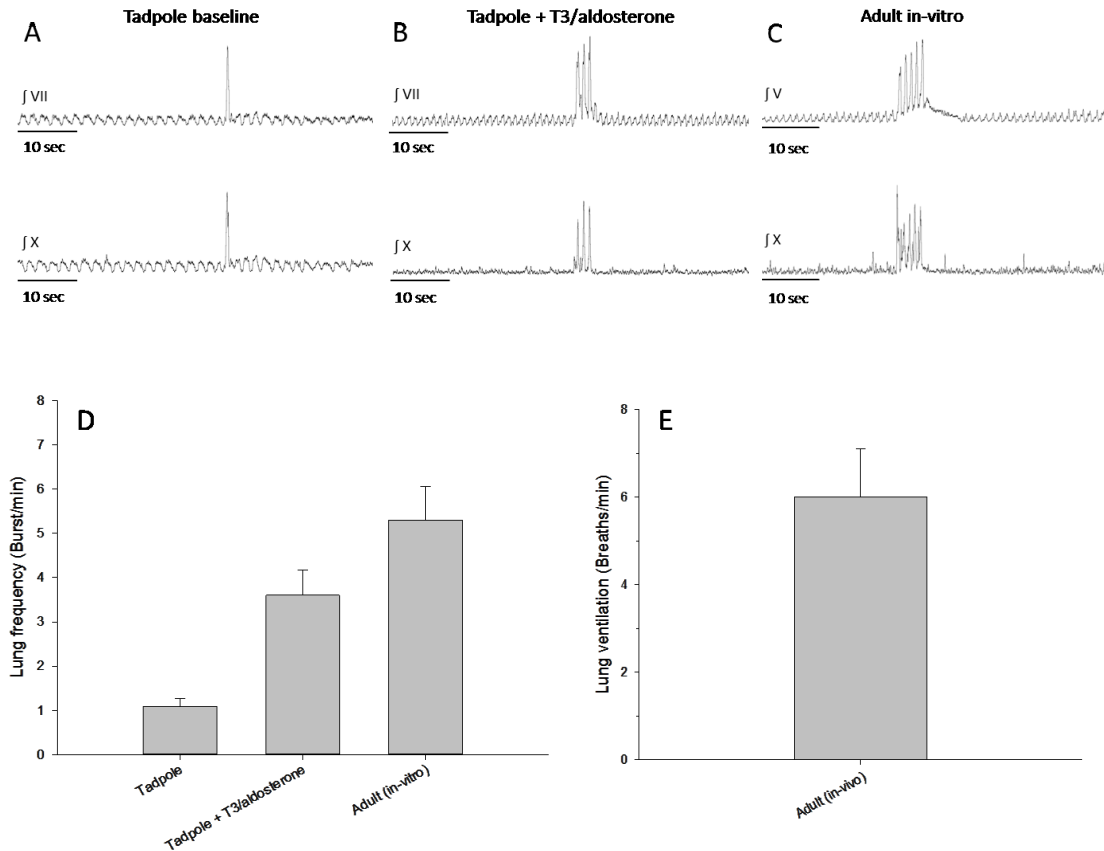 Tadpole baseline
A
∫ VII
10 sec
∫ X
10 sec
Tadpole + T3/aldosterone
B
∫ VII
10 sec
∫ X
10 sec
Adult in-vitro
C
∫ V
10 sec
∫ X
10 sec
D
Lung frequency (Burst/min)
8
7
6
5
4
3
2
1
0
Tadpole
Tadpole + T3/aldosterone
Adult (in-vitro)
E
Lung ventilation (Breaths/min)
8
6
4
2
0
Adult (in-vivo)